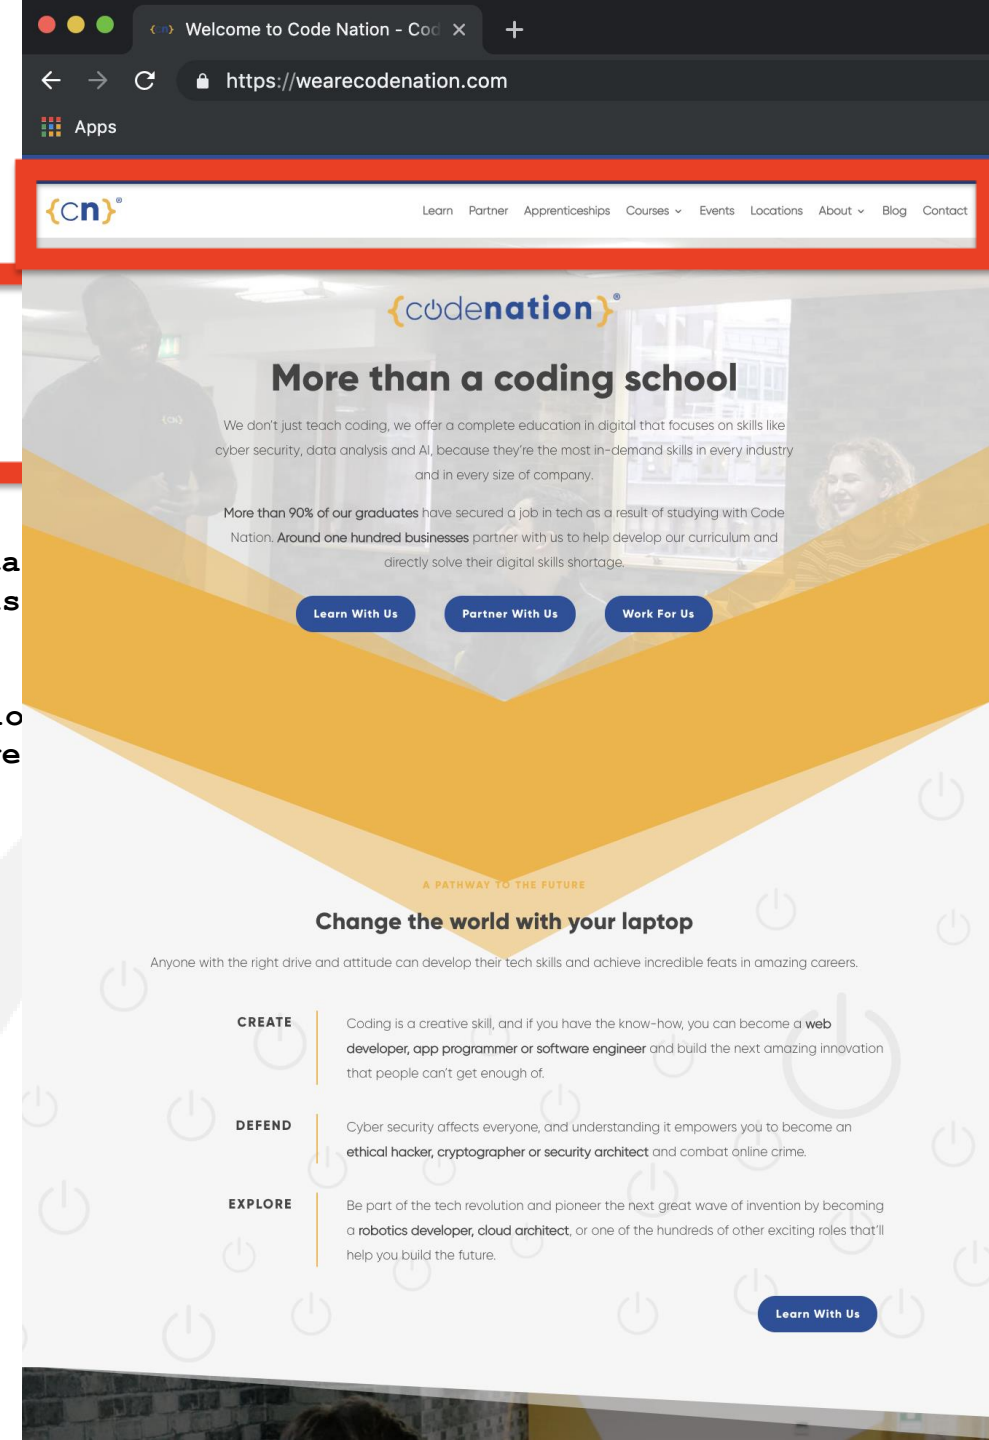 Welcome to Code Nation - Cod
https://wearecodenation.com
Apps
{cn}®
Learn Partner Apprenticeships Courses Events Locations About Blog Contact
{codenation}®
More than a coding school
We don't just teach coding, we offer a complete education in digital that focuses on skills like
cyber security, data analysis and AI, because they're the most in-demand skills in every industry
and in every size of company.
More than 90% of our graduates have secured a job in tech as a result of studying with Code
Nation. Around one hundred businesses partner with us to help develop our curriculum and
directly solve their digital skills shortage.
Learn With Us Partner With Us Work For Us
A PATHWAY TO THE FUTURE
Change the world with your laptop
Anyone with the right drive and attitude can develop their tech skills and achieve incredible feats in amazing careers.
CREATE
Coding is a creative skill, and if you have the know-how, you can become a web
developer, app programmer or software engineer and build the next amazing innovation
that people can't get enough of.
DEFEND
Cyber security affects everyone, and understanding it empowers you to become an
ethical hacker, cryptographer or security architect and combat online crime.
EXPLORE
Be part of the tech revolution and pioneer the next great wave of invention by becoming
a robotics developer, cloud architect, or one of the hundreds of other exciting roles that'll
help you build the future.
Learn With Us